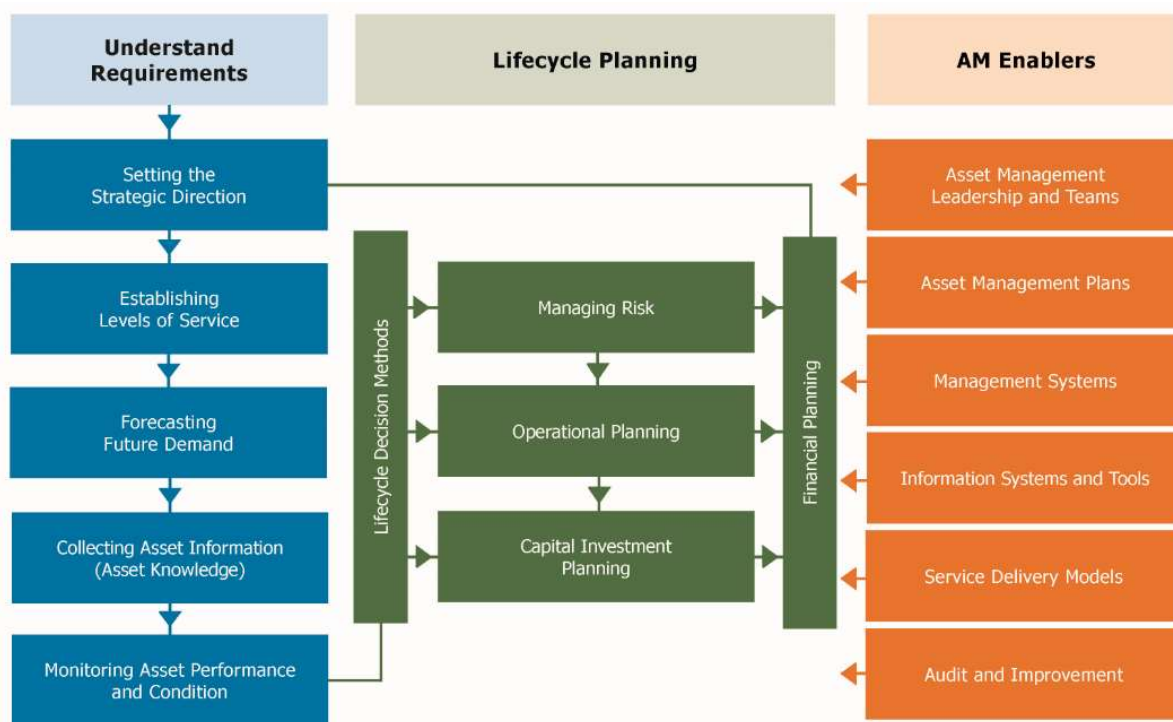 Understand
Requirements
Lifecycle Planning
AM Enablers
Setting the
Strategic Direction
Establishing
Levels of Service
Forecasting
Future Demand
Collecting Asset Information
(Asset Knowledge)
Monitoring Asset Performance
and Condition
Lifecycle Decision Methods
Managing Risk
Operational Planning
Capital Investment
Planning
Financial Planning
Asset Management
Leadership and Teams
Asset Management Plans
Management Systems
Information Systems and Tools
Service Delivery Models
Audit and Improvement